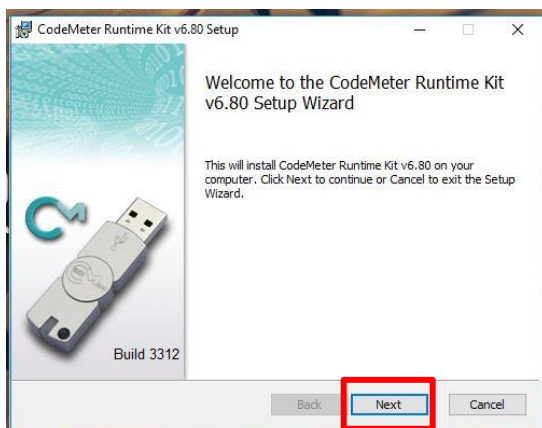 CodeMeter Runtime Kit v6.80 Setup
Welcome to the CodeMeter Runtime Kit
v6.80 Setup Wizard
This will install CodeMeter Runtime Kit v6.80 on your
computer. Click Next to continue or Cancel to exit the Setup
Wizard.
Build 3312
Back
Next
Cancel